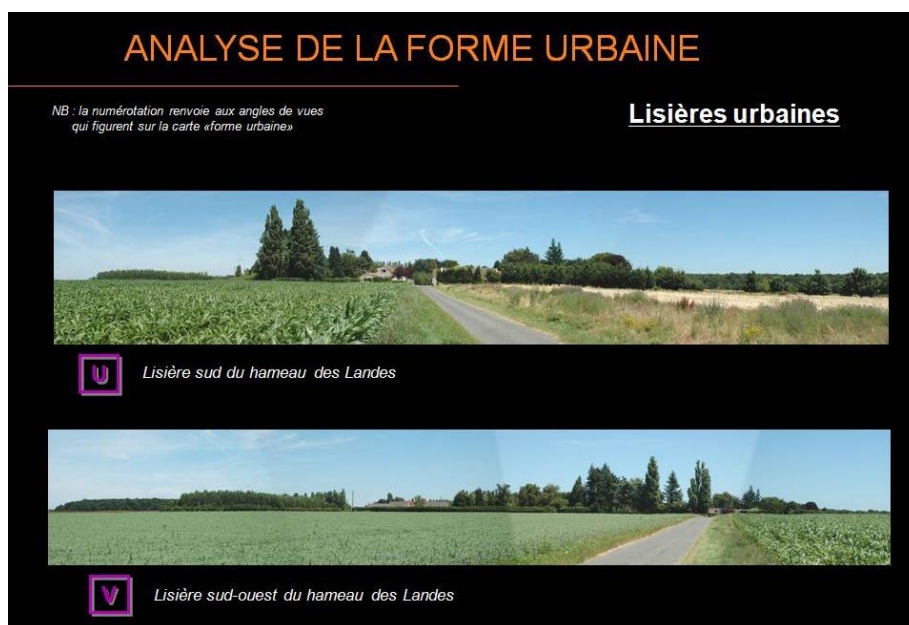 ANALYSE DE LA FORME URBAINE
NB : la numérotation renvoie aux angles de vues
qui figurent sur la carte «forme urbaine»
Lisières urbaines
U
Lisière sud du hameau des Landes
V
Lisière sud-ouest du hameau des Landes